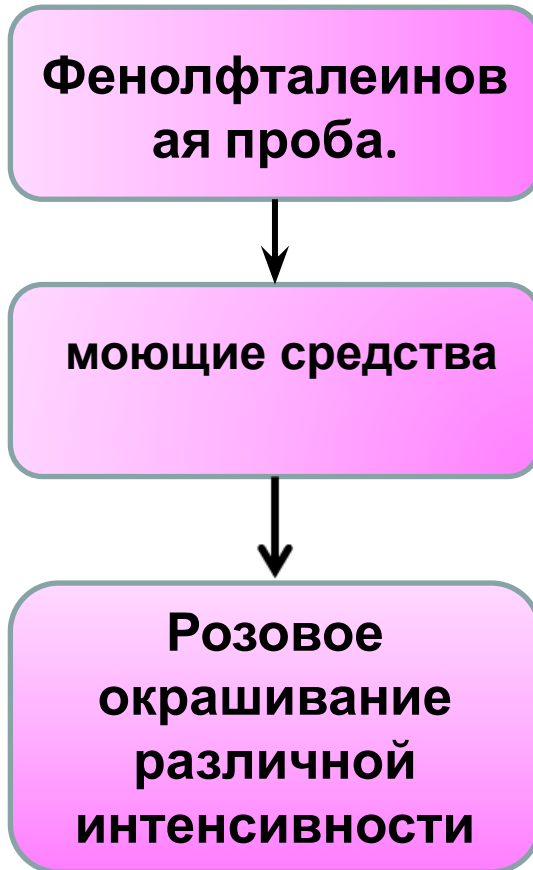 Фенолфталеинов
ая проба.
моющие средства
Розовое
окрашивание
различной
интенсивности